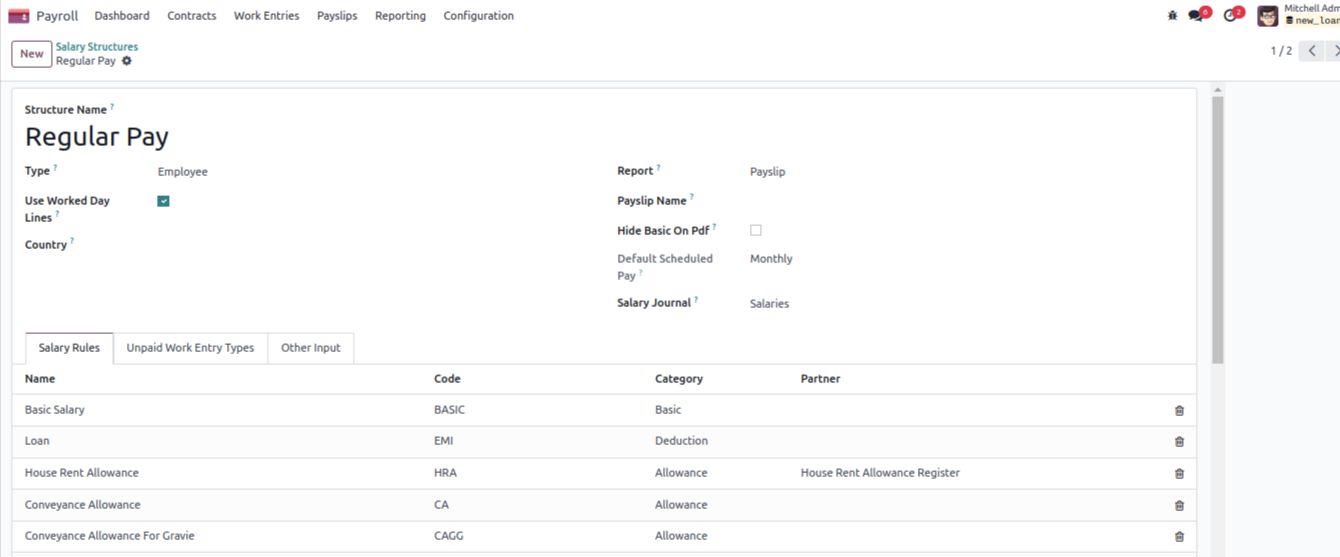 Payroll Dashboard Contracts Work Entries Payslips Reporting Configuration 6 2 Mitchell Adm
new_loan
New Salary Structures
Regular Pay
1 / 2
Structure Name ?
Regular Pay
Type ? Employee
Report ? Payslip
Use Worked Day Lines ?
Payslip Name ?
Country ?
Hide Basic On Pdf ?
Default Scheduled Pay ? Monthly
Salary Journal ? Salaries
Salary Rules Unpaid Work Entry Types Other Input
Name Code Category Partner
Basic Salary BASIC Basic
Loan EMI Deduction
House Rent Allowance HRA Allowance House Rent Allowance Register
Conveyance Allowance CA Allowance
Conveyance Allowance For Gravie CAGG Allowance